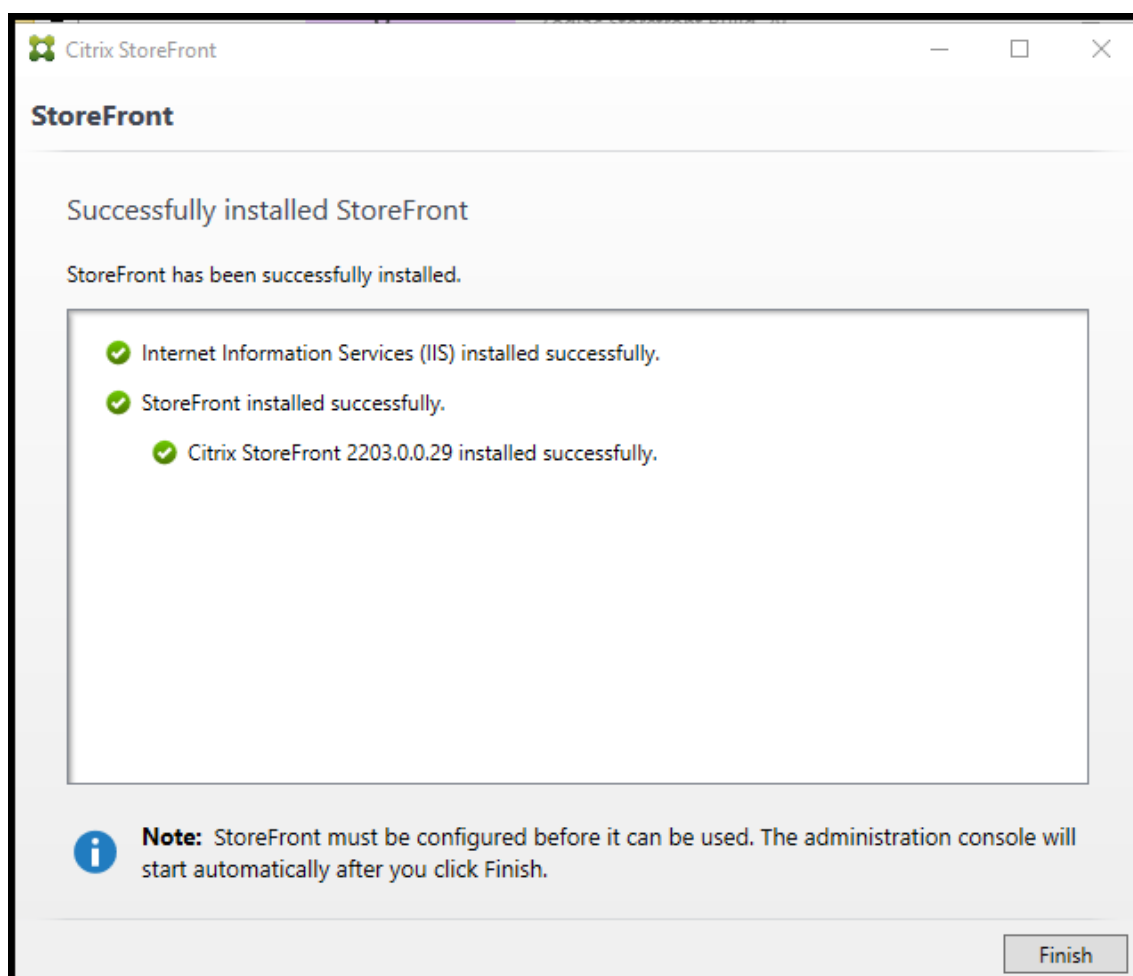 Citrix StoreFront
StoreFront
Successfully installed StoreFront
StoreFront has been successfully installed.
Internet Information Services (IIS) installed successfully.
StoreFront installed successfully.
Citrix StoreFront 2203.0.0.29 installed successfully.
Note: StoreFront must be configured before it can be used. The administration console will
start automatically after you click Finish.
Finish